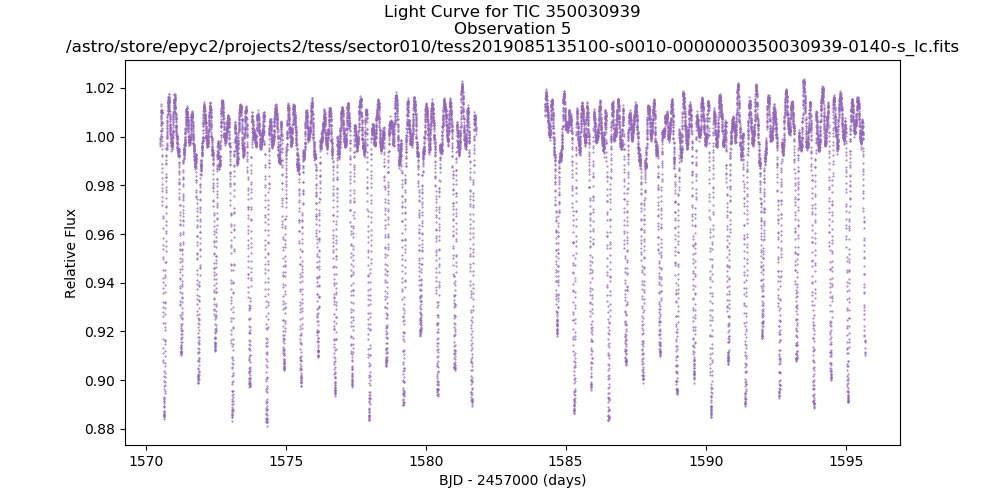 Light Curve for TIC 350030939
Observation 5
/astro/store/epyc2/projects2/tess/sector010/tess2019085135100-s0010-0000000350030939-0140-s_lc.fits
1.02
1.00
0.98
0.96
0.94
0.92
0.90
0.88
Relative Flux
1570
1575
1580
1585
1590
1595
BJD - 2457000 (days)